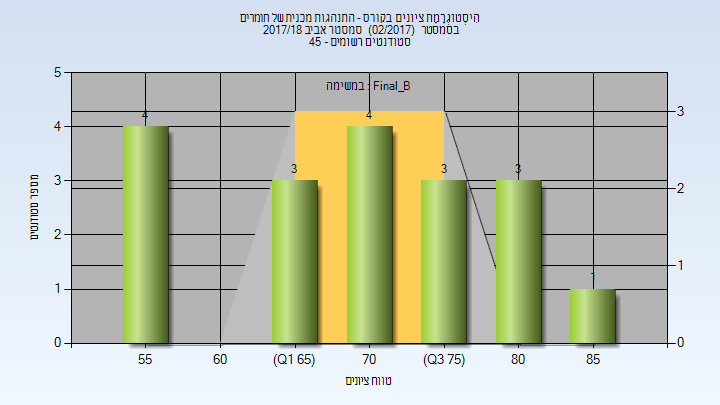 היסטוגרמת ציונים בקורס - התנהגות מכנית של חומרים
בסמסטר (02/2017) סמסטר אביב 2017/18
סטודנטים רשומים - 45
במשימה : Final_B
מספר סטודנטים
5
4
3
2
1
0
3
2
1
0
4
3
4
3
3
1
55
60
(Q1 65)
70
(Q3 75)
80
85
טווח ציונים